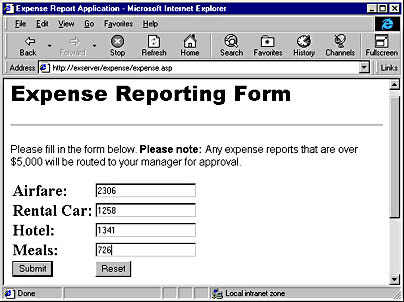 Expense Report Application - Microsoft Internet Explorer
File Edit View Go Favorites Help
Back Forward Stop Refresh Home Search Favorites History Channels Fullscreen
Address http://exserver/expense/expense.asp Links
Expense Reporting Form
Please fill in the form below. Please note: Any expense reports that are over
$5,000 will be routed to your manager for approval.
Airfare: 2306
Rental Car: 1258
Hotel: 1341
Meals: 726
Submit Reset
Done Local intranet zone